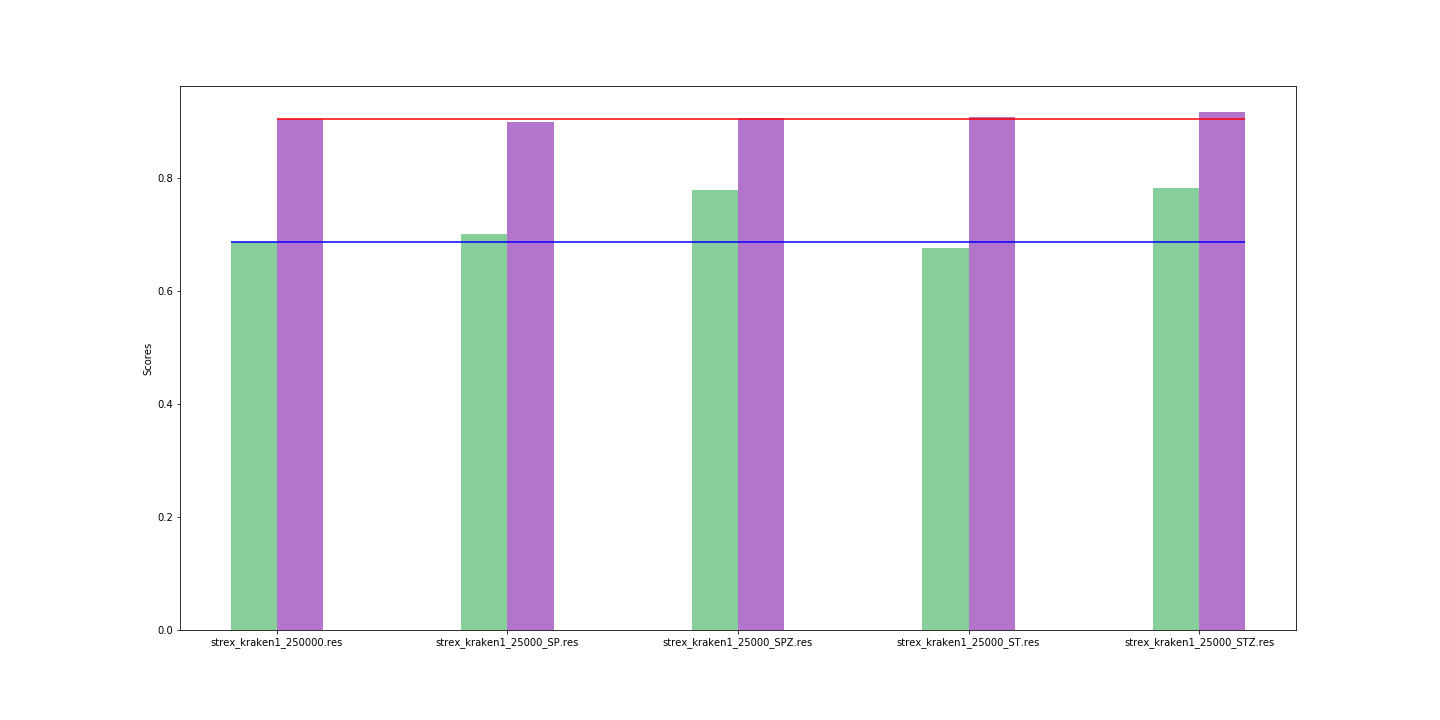 0.8
0.6
Scores
0.4
0.2
0.0
strex_kraken1_250000.res
strex_kraken1_25000_SP.res
strex_kraken1_25000_SPZ.res
strex_kraken1_25000_ST.res
strex_kraken1_25000_STZ.res